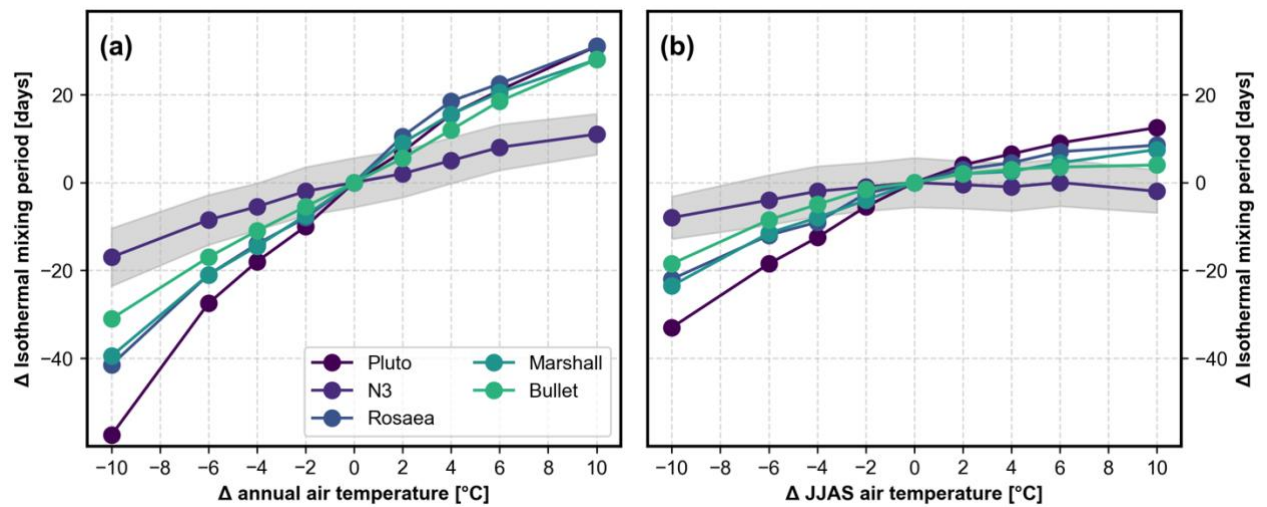 (a)
(b)
Δ Isothermal mixing period [days]
20
0
−20
−40
20
0
−20
−40
Δ Isothermal mixing period [days]
Pluto
N3
Rosaea
Marshall
Bullet
−10 −8 −6 −4 −2 0 2 4 6 8 10
−10 −8 −6 −4 −2 0 2 4 6 8 10
Δ annual air temperature [°C]
Δ JJAS air temperature [°C]